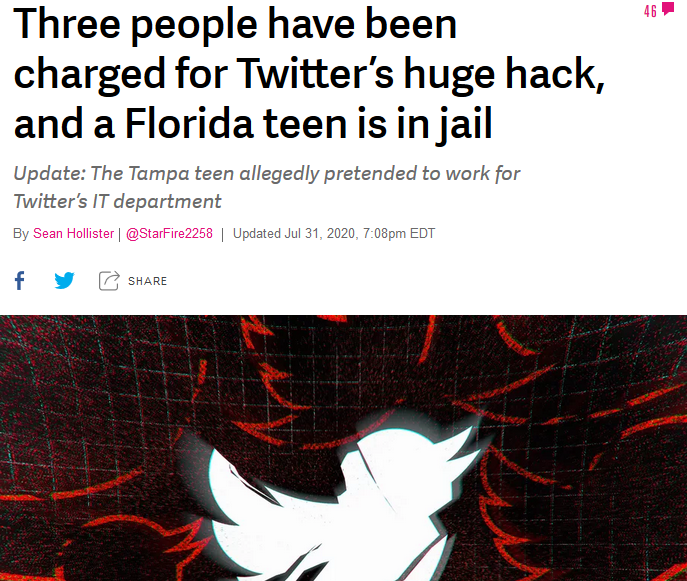 46
Three people have been
charged for Twitter's huge hack,
and a Florida teen is in jail
Update: The Tampa teen allegedly pretended to work for
Twitter's IT department
By Sean Hollister | @StarFire2258 | Updated Jul 31, 2020, 7:08pm EDT
SHARE